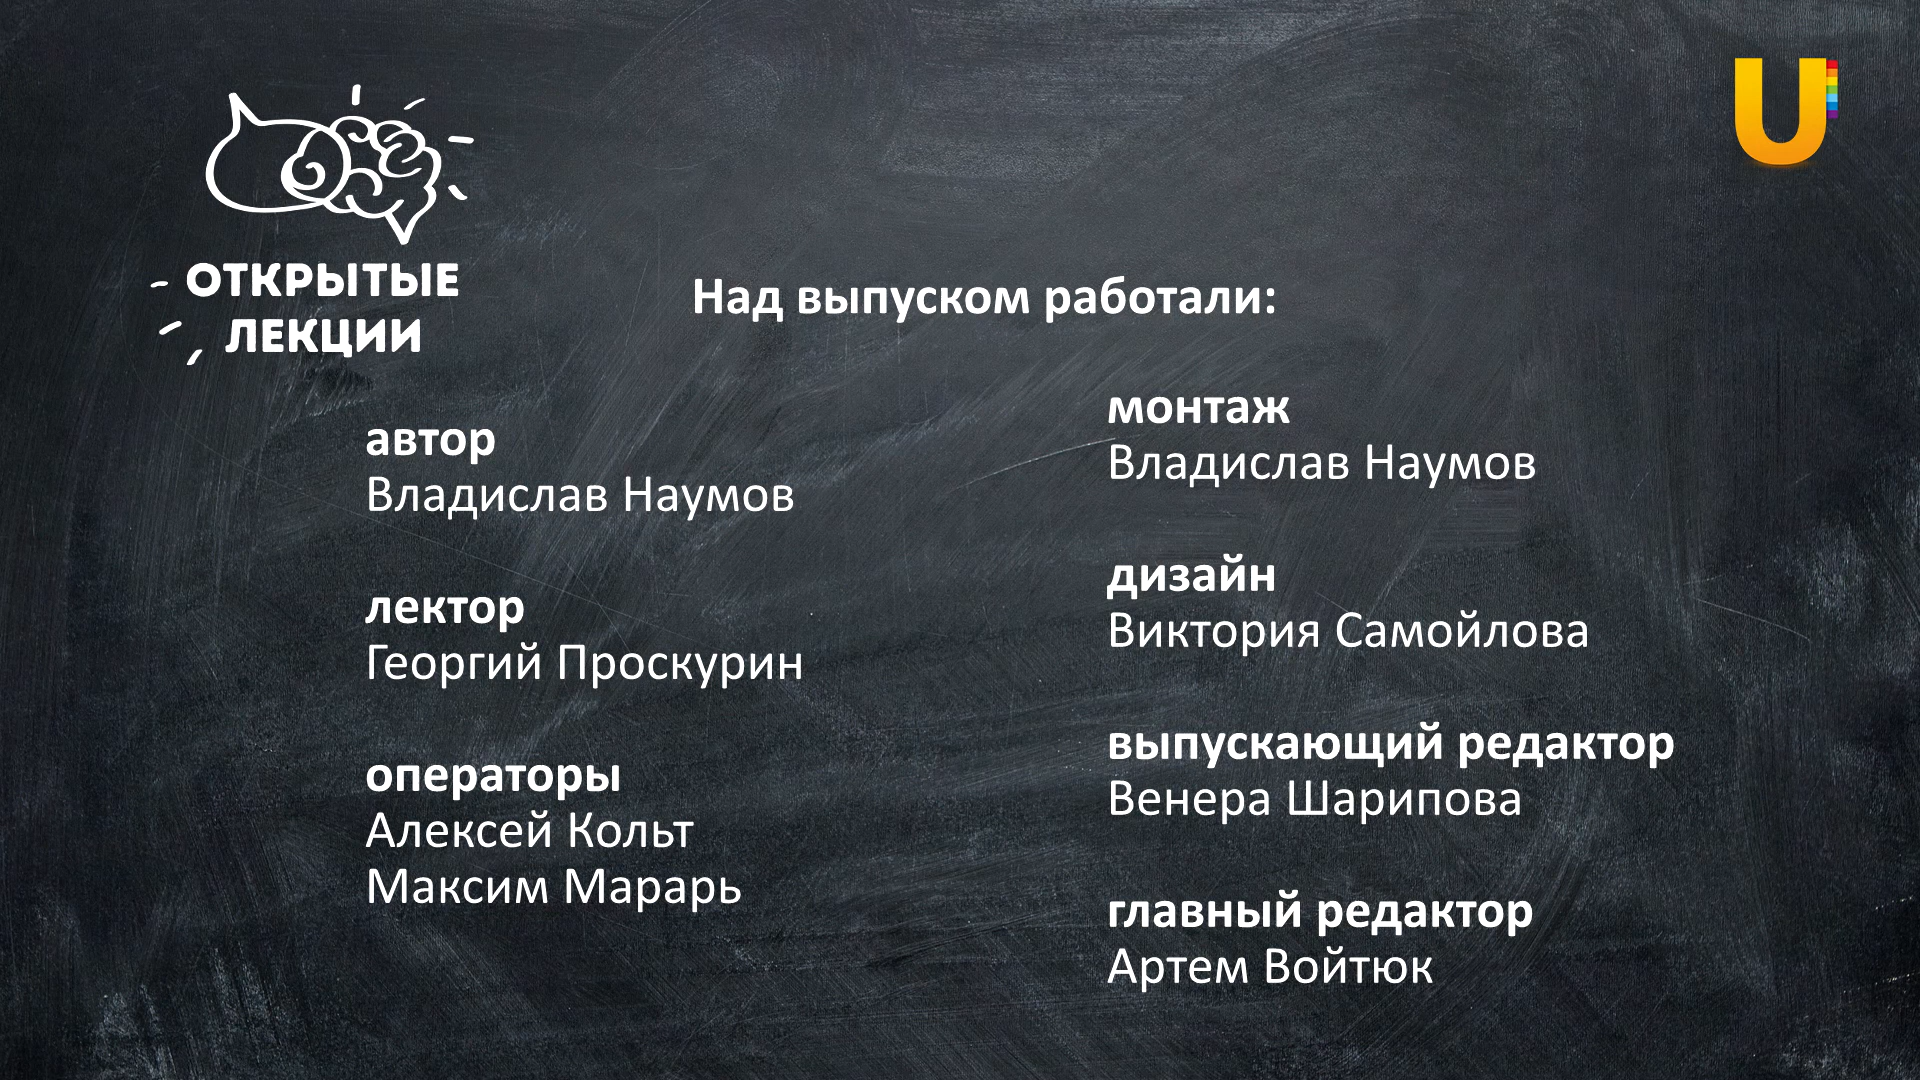 ОТКРЫТЫЕ
ЛЕКЦИИ
U
Над выпуском работали:
автор
Владислав Наумов
лектор
Георгий Проскурин
операторы
Алексей Кольт
Максим Марарь
монтаж
Владислав Наумов
дизайн
Виктория Самойлова
выпускающий редактор
Венера Шарипова
главный редактор
Артем Войтюк